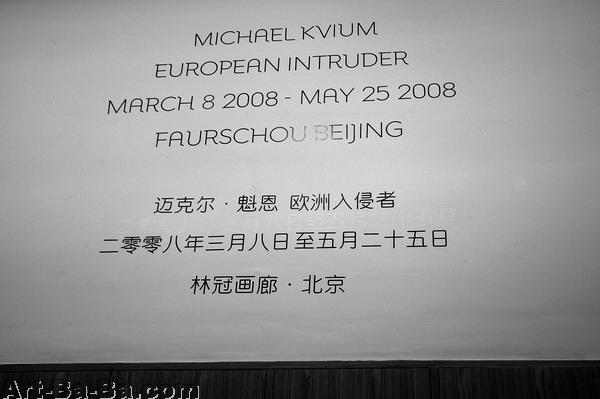 MICHAEL KVIUM
EUROPEAN INTRUDER
MARCH 8 2008 - MAY 25 2008
FAURSCHOU BEIJING
迈克尔·魁恩 欧洲入侵者
二零零八年三月八日至五月二十五日
林冠画廊·北京
Art-Ba-Ba.com